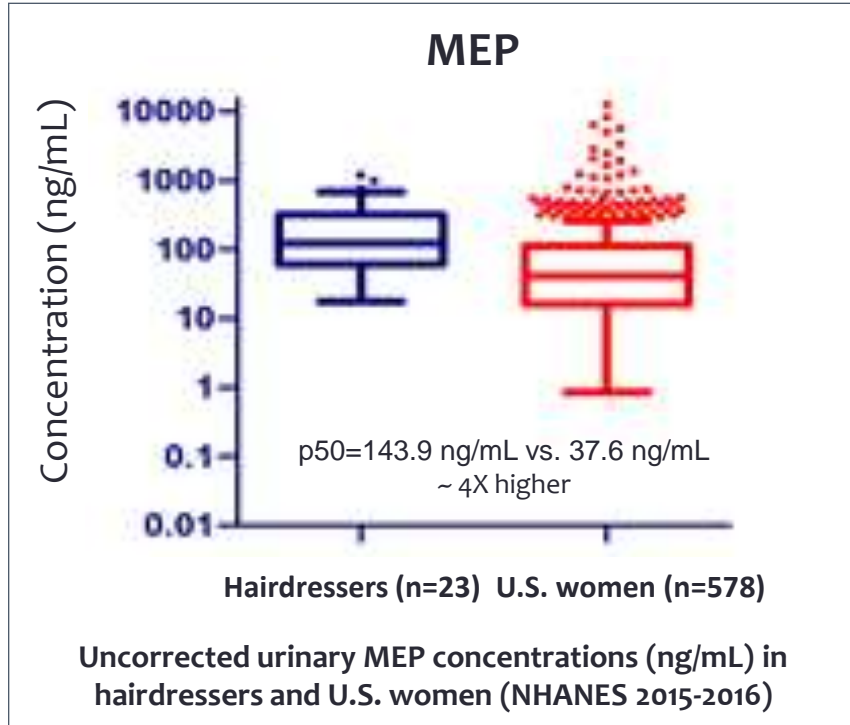 MEP
Concentration (ng/mL)
10000
1000
100
10
1
0.1
0.01
p50=143.9 ng/mL vs. 37.6 ng/mL
~ 4X higher
Hairdressers (n=23) U.S. women (n=578)
Uncorrected urinary MEP concentrations (ng/mL) in
hairdressers and U.S. women (NHANES 2015-2016)